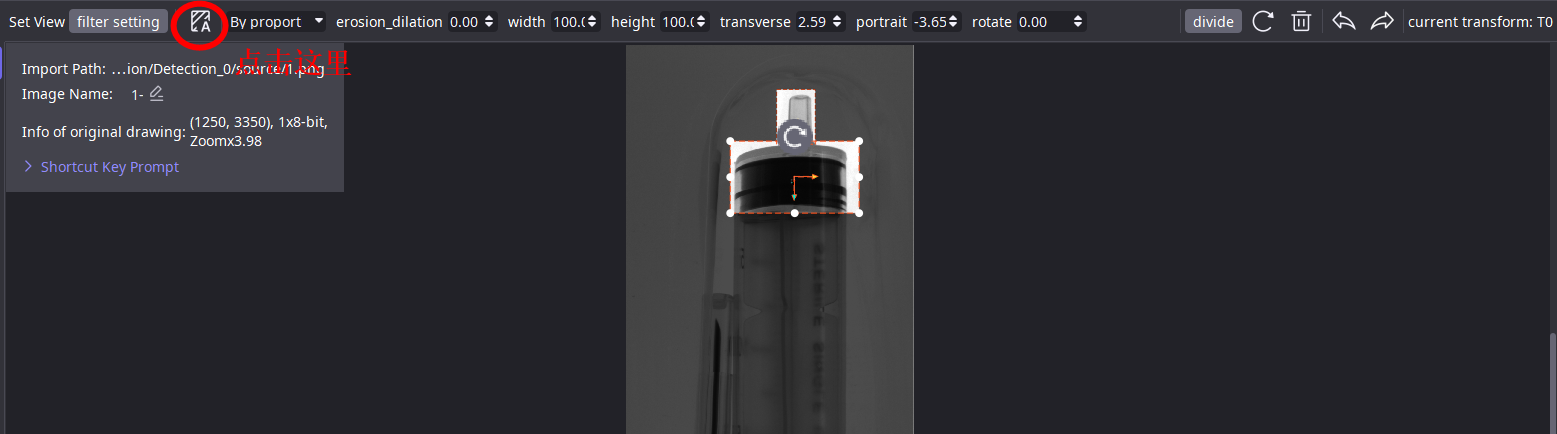 Set View filter setting A By proport erosion_dilation 0.00 width 100.( height 100.( transverse 2.59 portrait -3.65 rotate 0.00 divide current transform: T0
点击这里
Import Path: …ion/Detection_0/source/1.png
Image Name: 1-
Info of original drawing: (1250, 3350), 1x8-bit,
Zoomx3.98
Shortcut Key Prompt